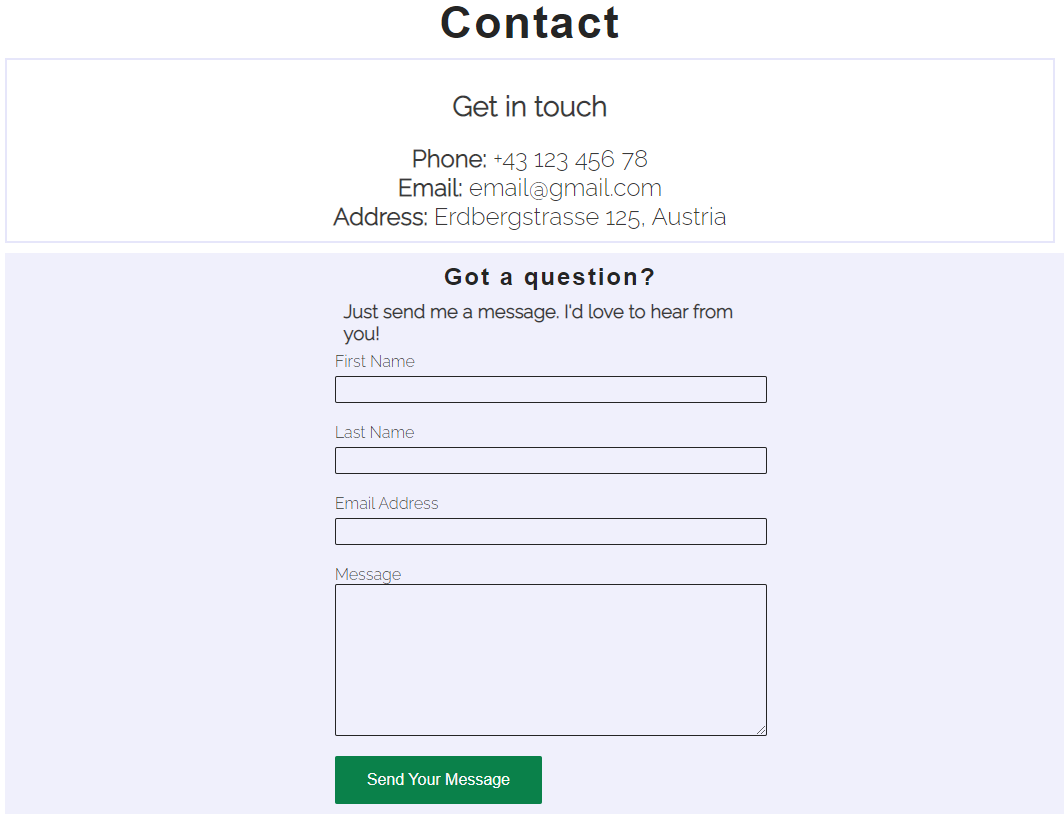 Contact
Get in touch
Phone: +43 123 456 78
Email: email@gmail.com
Address: Erdbergstrasse 125, Austria
Got a question?
Just send me a message. I'd love to hear from
you!
First Name
Last Name
Email Address
Message
Send Your Message